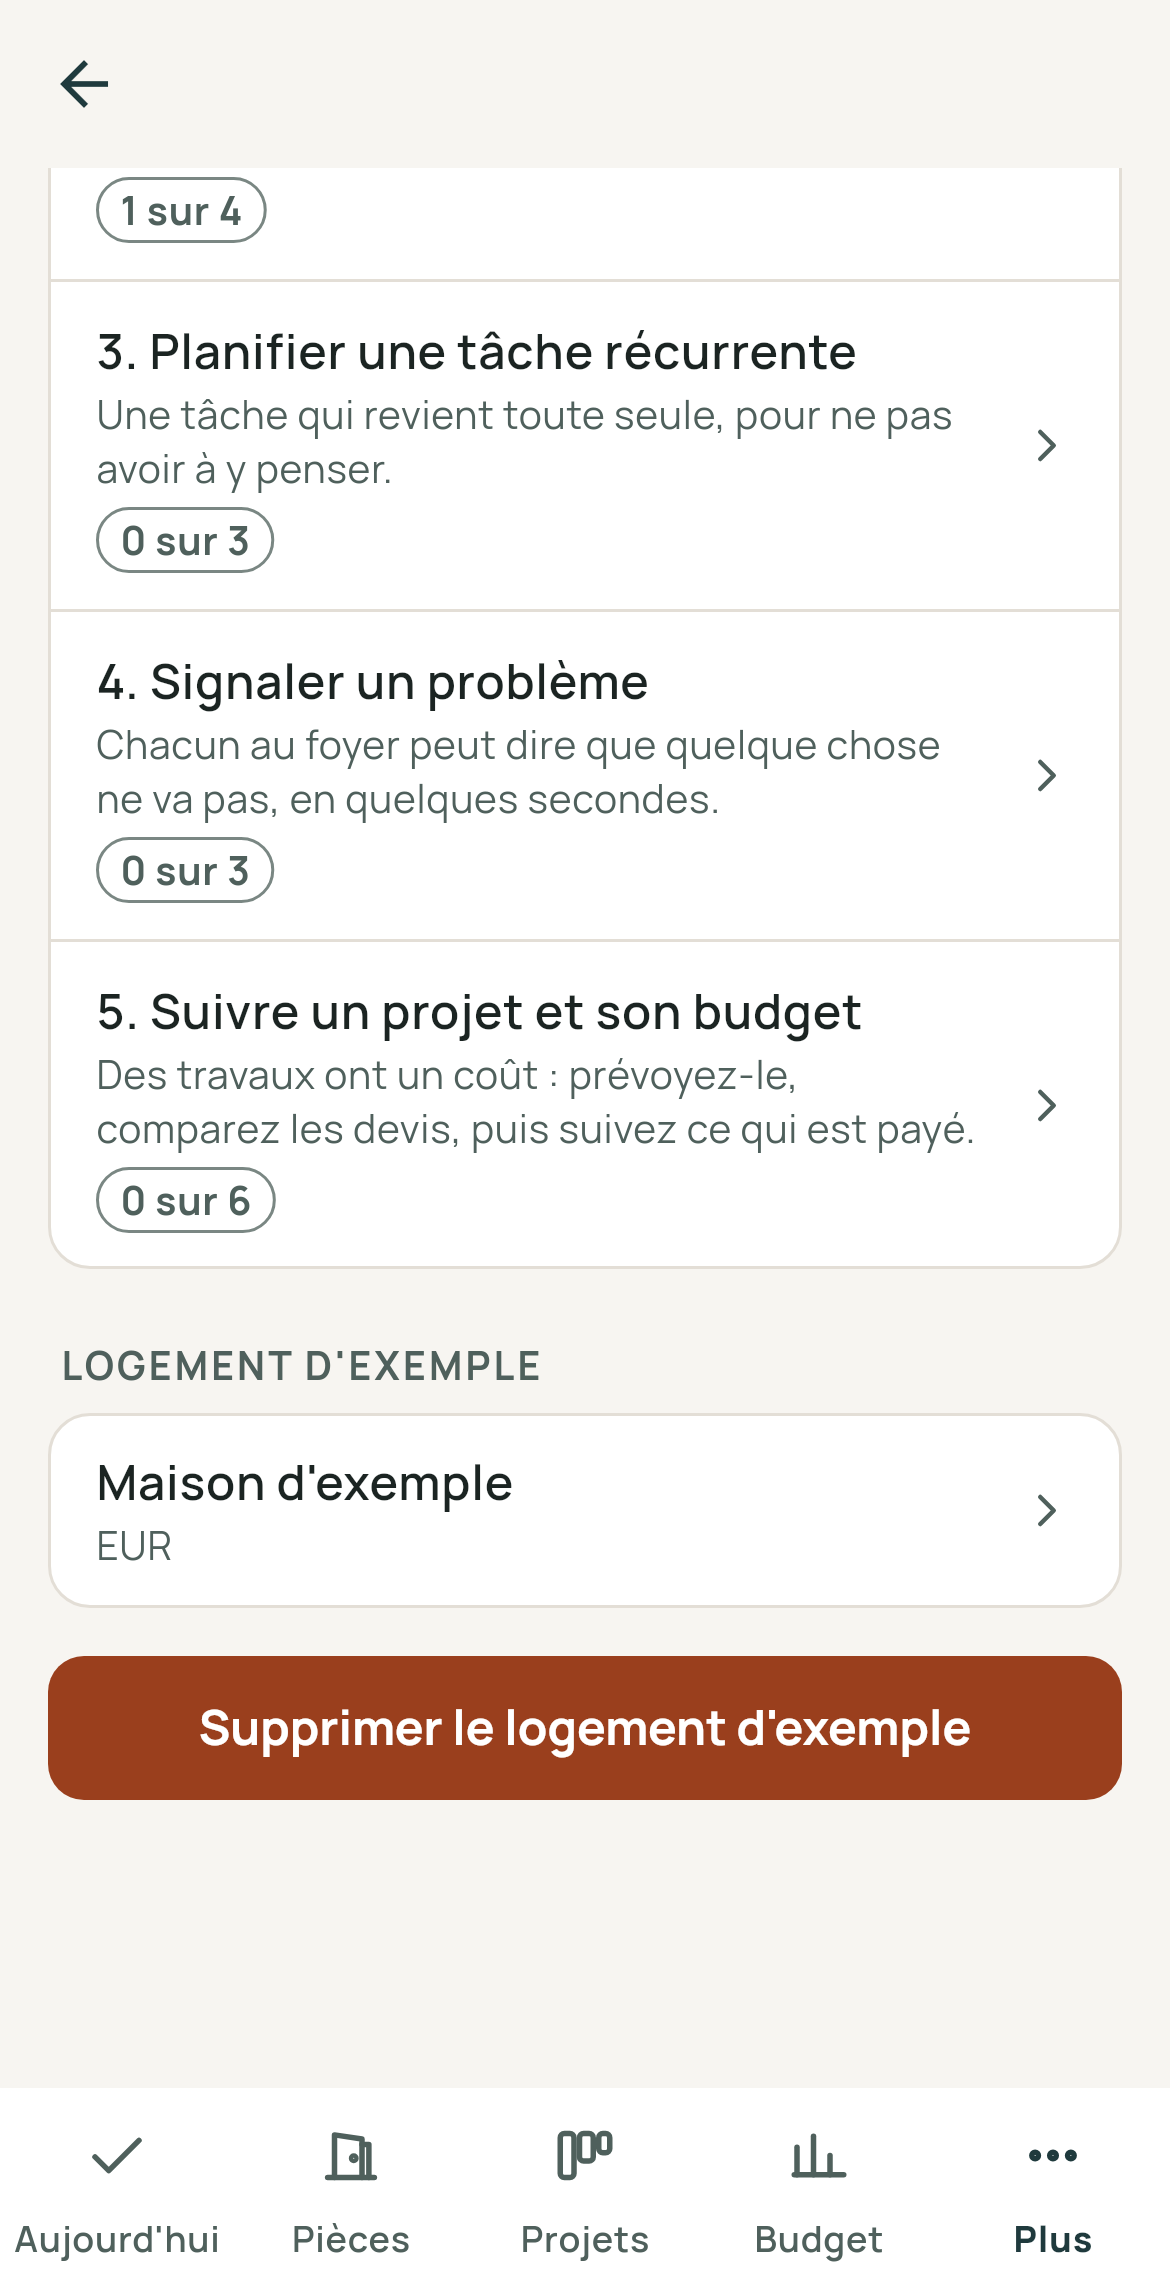 1 sur 4
3. Planifier une tâche récurrente
Une tâche qui revient toute seule, pour ne pas
avoir à y penser.
0 sur 3
4. Signaler un problème
Chacun au foyer peut dire que quelque chose
ne va pas, en quelques secondes.
0 sur 3
5. Suivre un projet et son budget
Des travaux ont un coût : prévoyez-le,
comparez les devis, puis suivez ce qui est payé.
0 sur 6
LOGEMENT D'EXEMPLE
Maison d'exemple
EUR
Supprimer le logement d'exemple
Aujourd'hui
Pièces
Projets
Budget
Plus